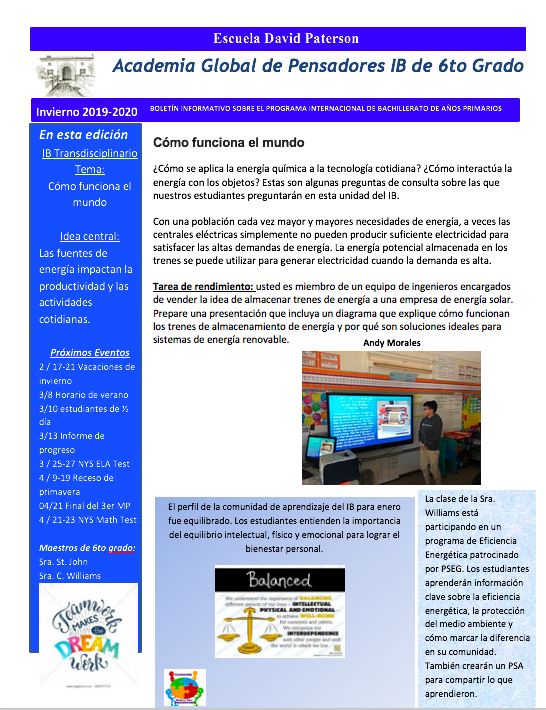 Escuela David Paterson
Academia Global de Pensadores IB de 6to Grado
Invierno 2019-2020
BOLETÍN INFORMATIVO SOBRE EL PROGRAMA INTERNACIONAL DE BACHILLERATO DE AÑOS PRIMARIOS
En esta edición
IB Transdisciplinario
Tema:
Cómo funciona el
mundo
Idea central:
Las fuentes de
energía impactan la
productividad y las
actividades
cotidianas.
Próximos Eventos
2 / 17-21 Vacaciones de
invierno
3/8 Horario de verano
3/10 estudiantes de ½
día
3/13 Informe de
progreso
3 / 25-27 NYS ELA Test
4 / 9-19 Receso de
primavera
04/21 Final del 3er MP
4 / 21-23 NYS Math Test
Maestros de 6to grado:
Sra. St. John
Sra. C. Williams
Teamwork
MAKES
THE
DREAM
Work
Cómo funciona el mundo
¿Cómo se aplica la energía química a la tecnología cotidiana? ¿Cómo interactúa la
energía con los objetos? Estas son algunas preguntas de consulta sobre las que
nuestros estudiantes preguntarán en esta unidad del IB.
Con una población cada vez mayor y mayores necesidades de energía, a veces las
centrales eléctricas simplemente no pueden producir suficiente electricidad para
satisfacer las altas demandas de energía. La energía potencial almacenada en los
trenes se puede utilizar para generar electricidad cuando la demanda es alta.
Tarea de rendimiento: usted es miembro de un equipo de ingenieros encargados
de vender la idea de almacenar trenes de energía a una empresa de energía solar.
Prepare una presentación que incluya un diagrama que explique cómo funcionan
los trenes de almacenamiento de energía y por qué son soluciones ideales para
sistemas de energía renovable.
Andy Morales
El perfil de la comunidad de aprendizaje del IB para enero
fue equilibrado. Los estudiantes entienden la importancia
del equilibrio intelectual, físico y emocional para lograr el
bienestar personal.
Balanced
We understand the importance of BALANCING
different aspects of our lives - INTELLECTUAL
PHYSICAL AND EMOTIONAL
to achieve WELL-BEING
for ourselves and others.
We recognize our
INTERDEPENDENCE
with other people and with
the world in which we live.
La clase de la Sra.
Williams está
participando en un
programa de Eficiencia
Energética patrocinado
por PSEG. Los estudiantes
aprenderán información
clave sobre la eficiencia
energética, la protección
del medio ambiente y
cómo marcar la diferencia
en su comunidad.
También crearán un PSA
para compartir lo que
aprendieron.